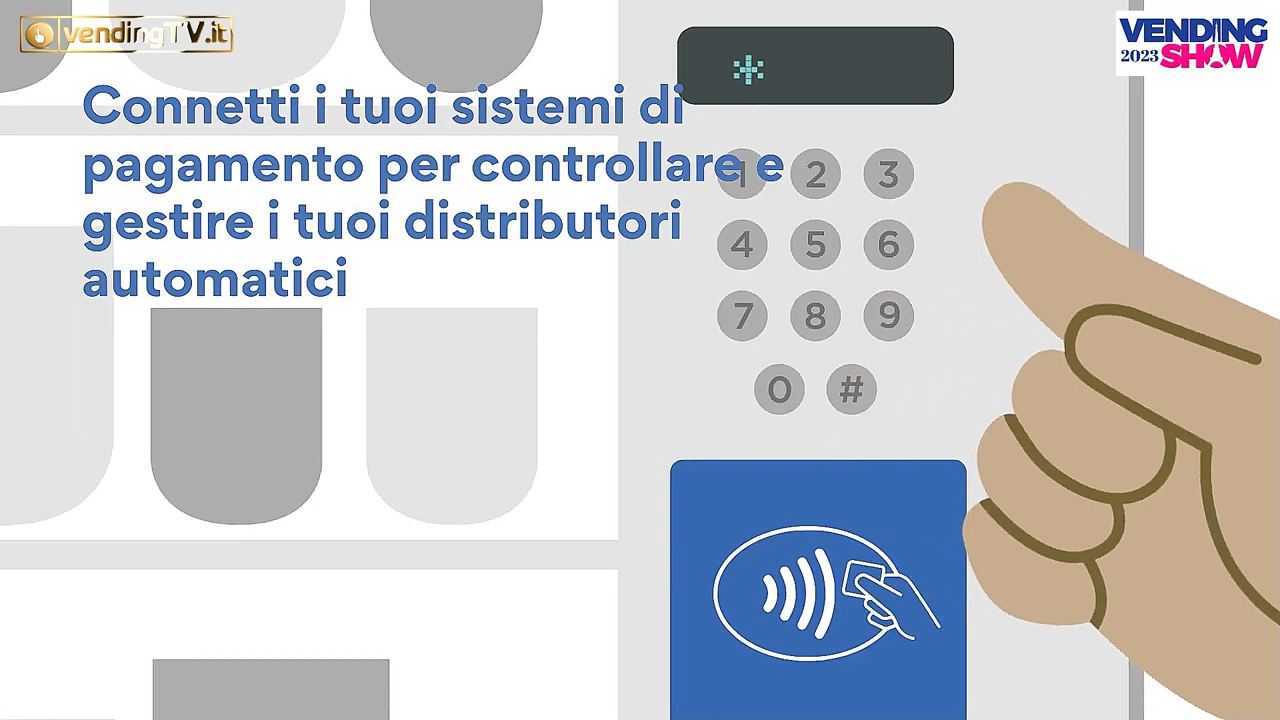 vendingTV.it
VENDING
2023 SHOW
Connetti i tuoi sistemi di
pagamento per controllare e
gestire i tuoi distributori
automatici
*
1 2 3
4 5 6
7 8 9
0 #